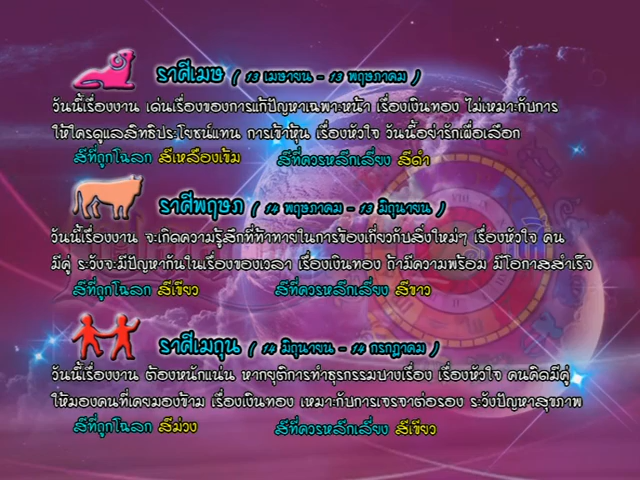 ราศีเมษ ( 13 เมษายน - 13 พฤษภาคม )
วันนี้เรื่องงาน เด่นเรื่องของการแก้ปัญหาเฉพาะหน้า เรื่องเงินทอง ไม่เหมาะกับการ
ให้ใครดูแลสิทธิประโยชน์แทน การเข้าหุ้น เรื่องหัวใจ วันนี้อย่ารักเผื่อเลือก
สีที่ถูกโฉลก สีเหลืองเข้ม สีที่ควรหลีกเลี่ยง สีดำ
ราศีพฤษภ ( 14 พฤษภาคม - 13 มิถุนายน )
วันนี้เรื่องงาน จะเกิดความรู้สึกที่ท้าทายในการข้องเกี่ยวกับสิ่งใหม่ๆ เรื่องหัวใจ คน
มีคู่ ระวังจะมีปัญหากันในเรื่องของเวลา เรื่องเงินทอง ถ้ามีความพร้อม มีโอกาสสำเร็จ
สีที่ถูกโฉลก สีเขียว สีที่ควรหลีกเลี่ยง สีขาว
ราศีเมถุน ( 14 มิถุนายน - 14 กรกฎาคม )
วันนี้เรื่องงาน ต้องหนักแน่น หากยุติการทำธุรกรรมบางเรื่อง เรื่องหัวใจ คนคิดมีคู่
ให้มองคนที่เคยมองข้าม เรื่องเงินทอง เหมาะกับการเจรจาต่อรอง ระวังปัญหาสุขภาพ
สีที่ถูกโฉลก สีม่วง สีที่ควรหลีกเลี่ยง สีเขียว